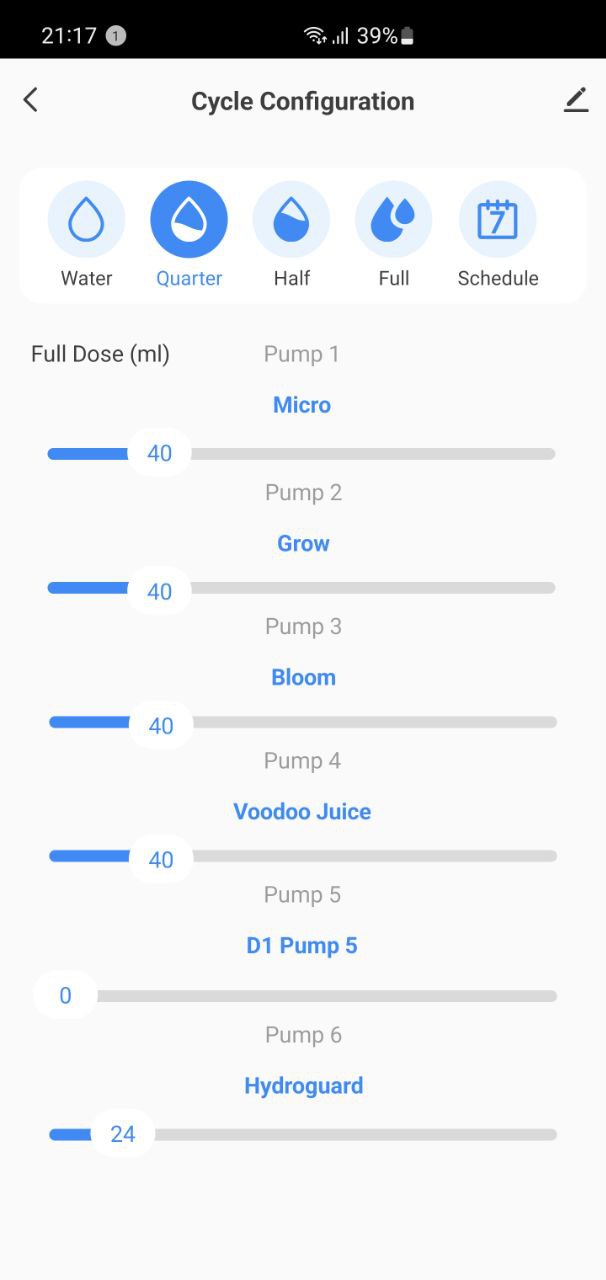 21:17 1 39%
Cycle Configuration
7
Water Quarter Half Full Schedule
Full Dose (ml) Pump 1
Micro
40
Pump 2
Grow
40
Pump 3
Bloom
40
Pump 4
Voodoo Juice
40
Pump 5
D1 Pump 5
0
Pump 6
Hydroguard
24